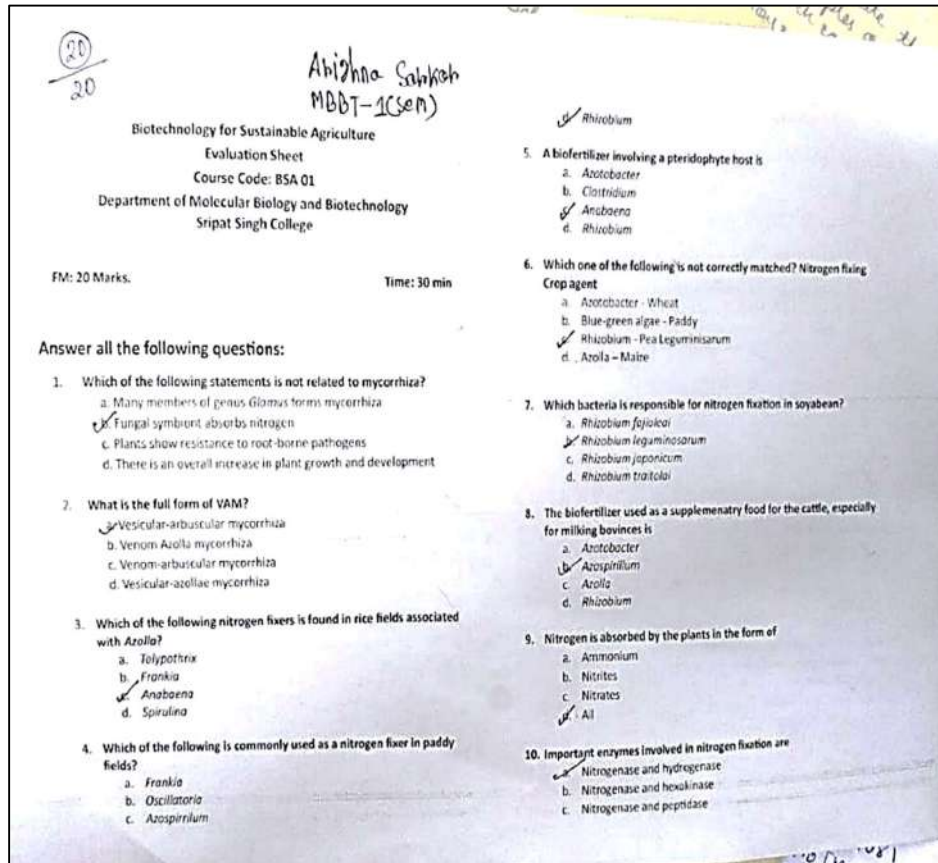 20
20
Abishna Sarkar
MBBT-1(Sem)
Biotechnology for Sustainable Agriculture
Evaluation Sheet
Course Code: BSA 01
Department of Molecular Biology and Biotechnology
Sripat Singh College
FM: 20 Marks.
Time: 30 min
Answer all the following questions:
1. Which of the following statements is not related to mycorrhiza?
a. Many members of genus Glomus forms mycorrhiza
b. Fungal symbiont absorbs nitrogen
c. Plants show resistance to root-borne pathogens
d. There is an overall increase in plant growth and development
2. What is the full form of VAM?
a. Vesicular-arbuscular mycorrhiza
b. Venom Azolla mycorrhiza
c. Venom-arbuscular mycorrhiza
d. Vesicular-azollae mycorrhiza
3. Which of the following nitrogen fixers is found in rice fields associated
with Azolla?
a. Tolypothrix
b. Frankia
c. Anabaena
d. Spirulina
4. Which of the following is commonly used as a nitrogen fixer in paddy
fields?
a. Frankia
b. Oscillatoria
c. Azospirrilum
d. Rhizobium
5. A biofertilizer involving a pteridophyte host is
a. Azotobacter
b. Clostridium
c. Anabaena
d. Rhizobium
6. Which one of the following is not correctly matched? Nitrogen fixing
Crop agent
a. Azotobacter - Wheat
b. Blue-green algae - Paddy
c. Rhizobium - Pea Leguminisarum
d. . Azolla – Maize
7. Which bacteria is responsible for nitrogen fixation in soyabean?
a. Rhizobium fajioleai
b. Rhizobium leguminosarum
c. Rhizobium japonicum
d. Rhizobium traitolai
8. The biofertilizer used as a supplemenatry food for the cattle, especially
for milking bovinces is
a. Azotobacter
b. Azospirillum
c. Azolla
d. Rhizobium
9. Nitrogen is absorbed by the plants in the form of
a. Ammonium
b. Nitrites
c. Nitrates
d. All
10. Important enzymes involved in nitrogen fixation are
a. Nitrogenase and hydrogenase
b. Nitrogenase and hexokinase
c. Nitrogenase and peptidase